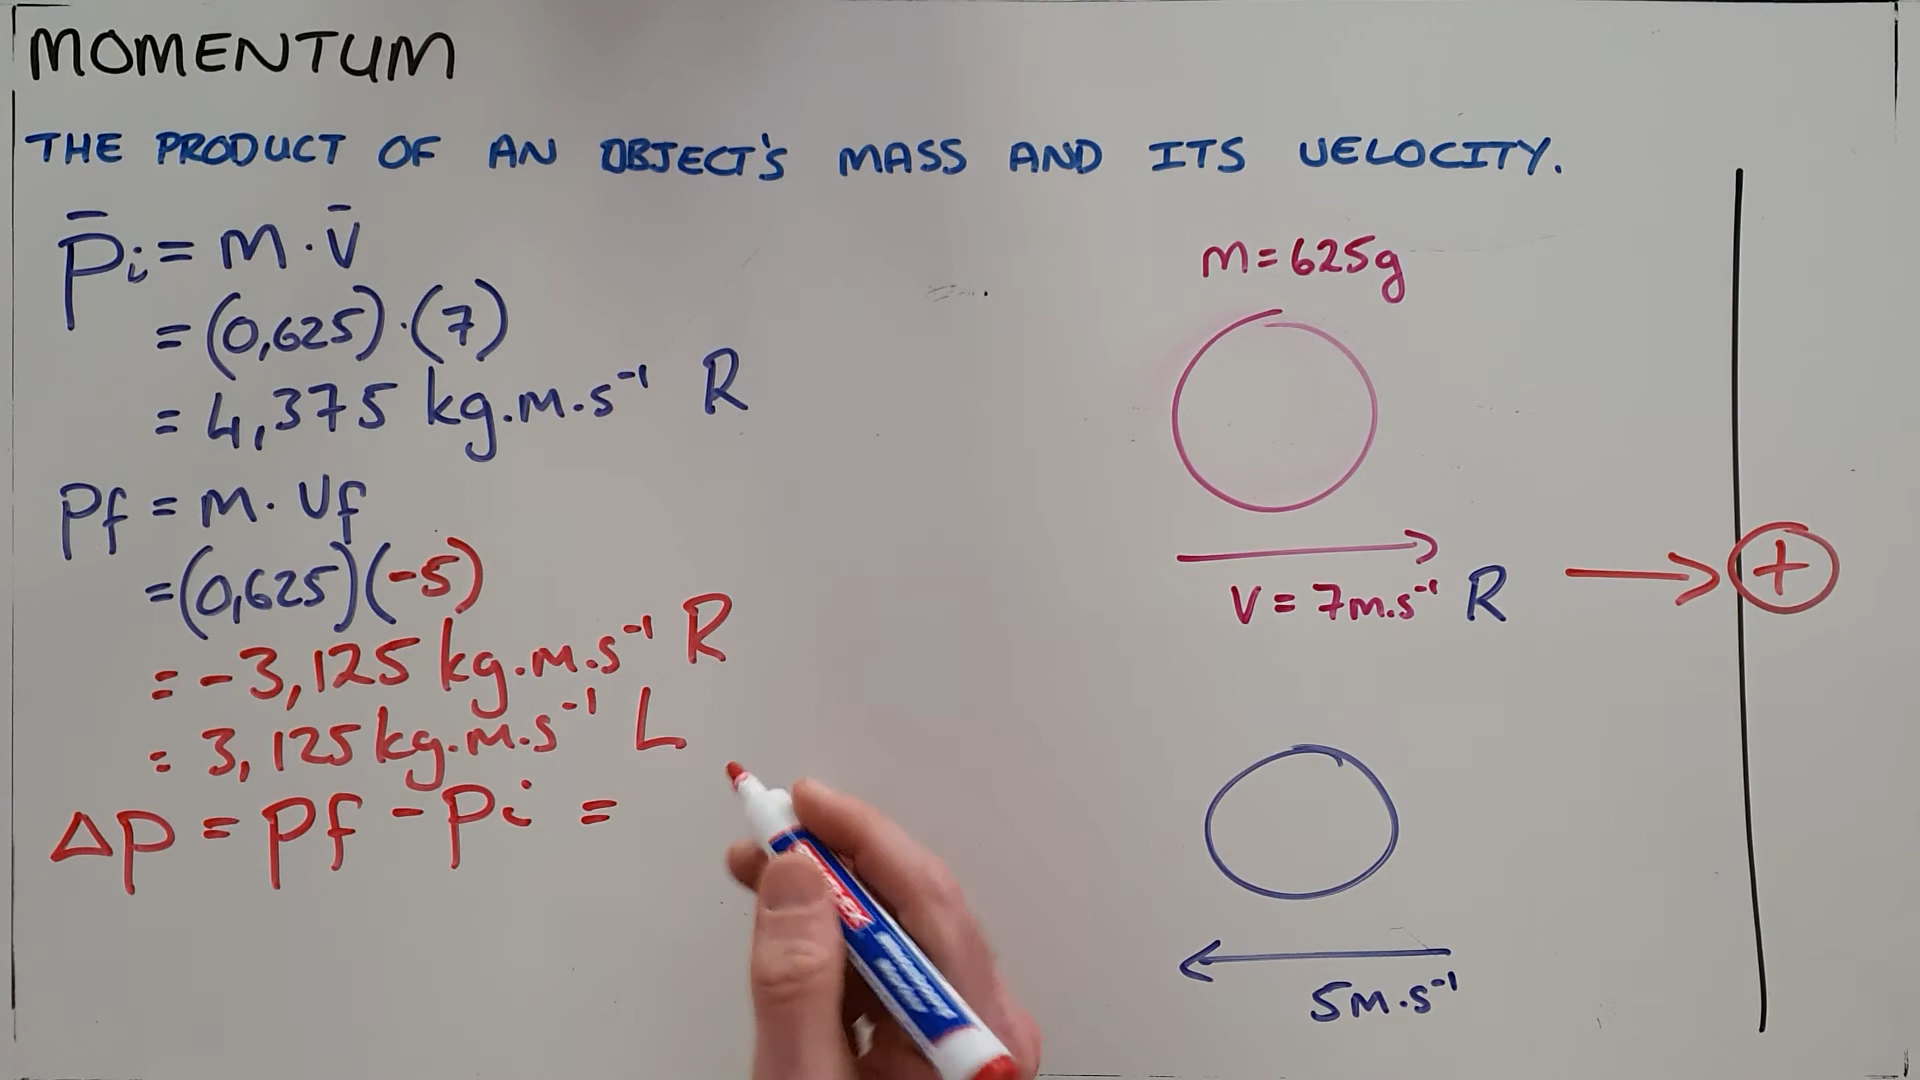 MOMENTUM
THE PRODUCT OF AN OBJECT'S MASS AND ITS VELOCITY.
p̄i = m · v̄
= (0,625) · (7)
= 4,375 kg.m.s⁻¹ R
pf = m · vf
= (0,625)(-5)
= -3,125 kg.m.s⁻¹ R
= 3,125 kg.m.s⁻¹ L
Δp = pf - pi =
m = 625g
v = 7m.s⁻¹ R
+
5m.s⁻¹